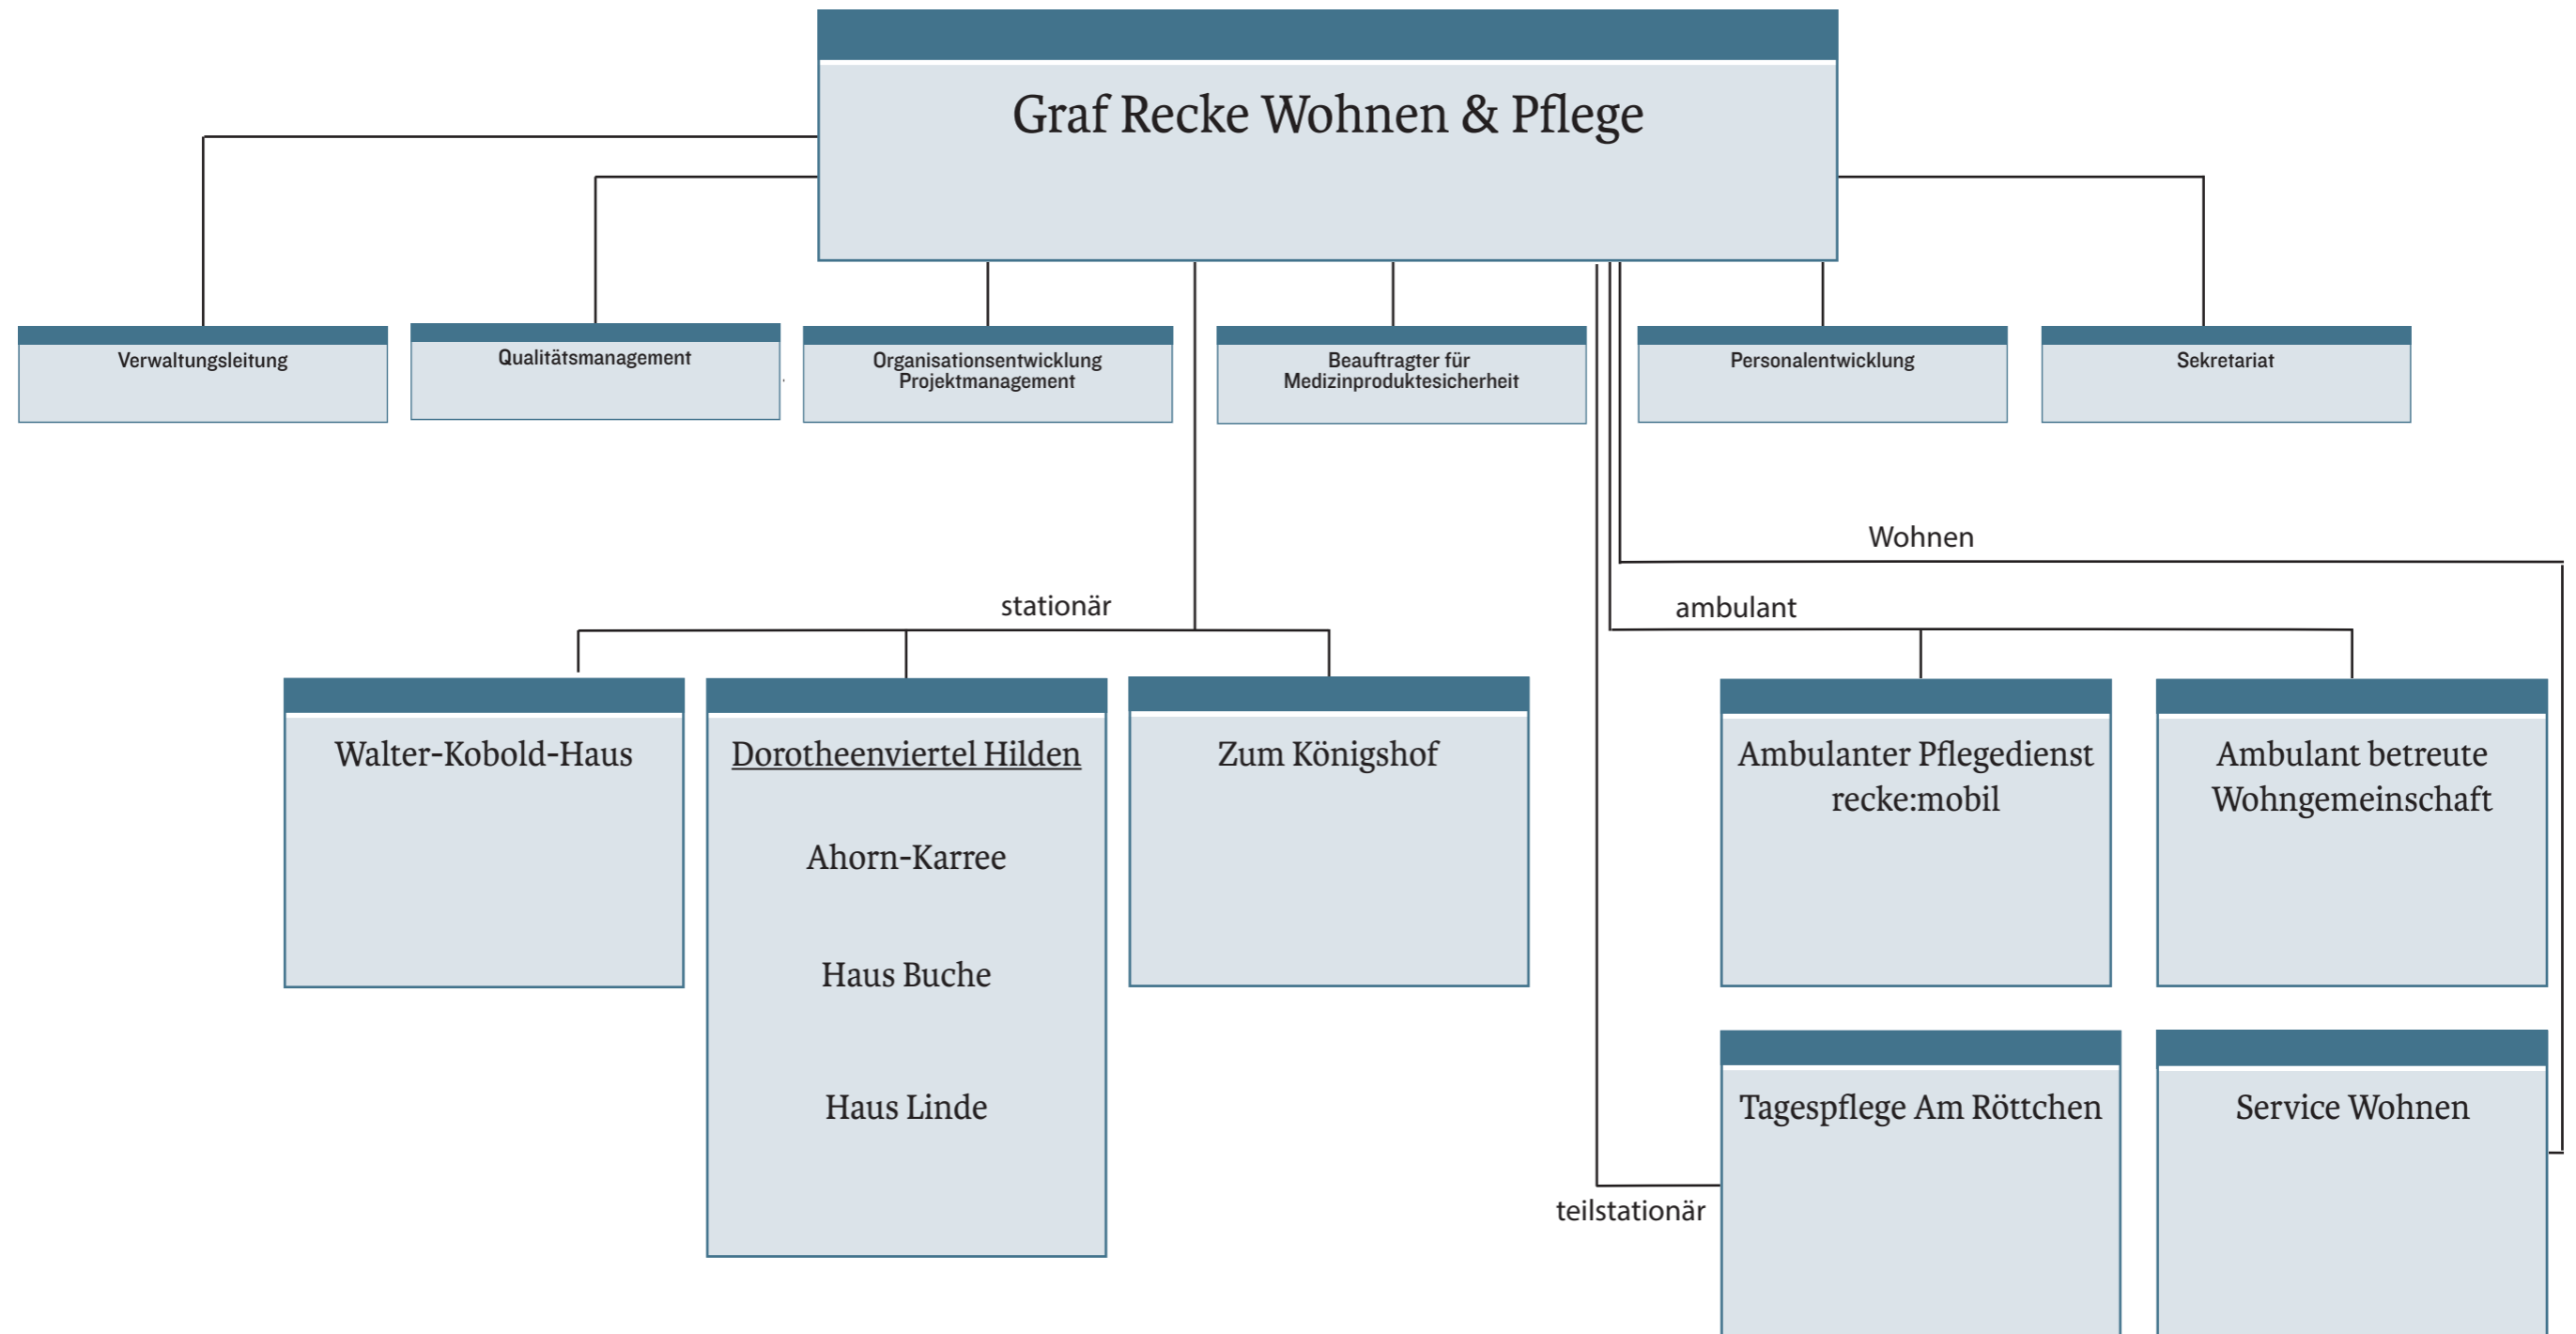 Graf Recke Wohnen & Pflege
Verwaltungsleitung
Qualitätsmanagement
Organisationsentwicklung
Projektmanagement
Beauftragter für
Medizinproduktesicherheit
Personalentwicklung
Sekretariat
Wohnen
stationär
ambulant
Walter-Kobold-Haus
Dorotheenviertel Hilden
Ahorn-Karree
Haus Buche
Haus Linde
Zum Königshof
Ambulanter Pflegedienst
recke:mobil
Ambulant betreute
Wohngemeinschaft
Tagespflege Am Röttchen
Service Wohnen
teilstationär